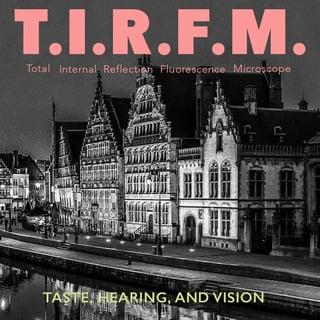 T.I.R.F.M.
Total Internal Reflection Fluorescence Microscope
TASTE, HEARING, AND VISION